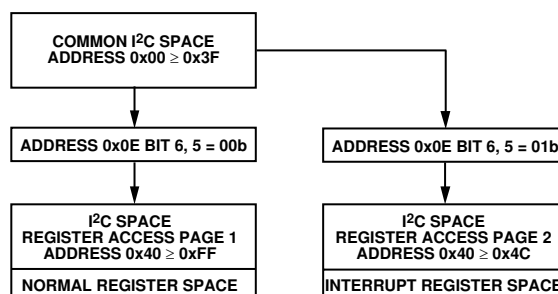 COMMON I²C SPACE
ADDRESS 0x00 ≥ 0x3F
ADDRESS 0x0E BIT 6, 5 = 00b
ADDRESS 0x0E BIT 6, 5 = 01b
I²C SPACE
REGISTER ACCESS PAGE 1
ADDRESS 0x40 ≥ 0xFF
NORMAL REGISTER SPACE
I²C SPACE
REGISTER ACCESS PAGE 2
ADDRESS 0x40 ≥ 0x4C
INTERRUPT REGISTER SPACE